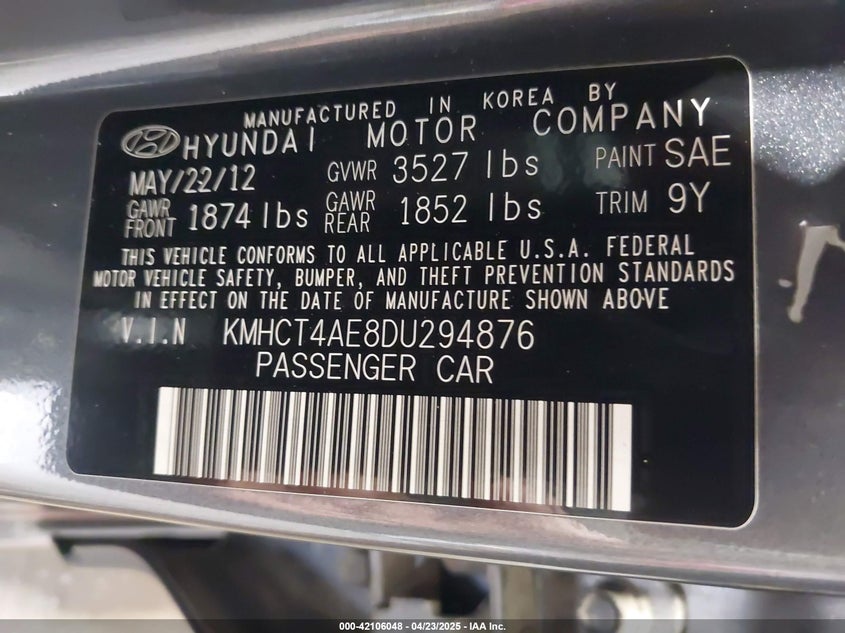 MANUFACTURED IN KOREA BY
HYUNDAI MOTOR COMPANY
MAY/22/12 GVWR 3527 lbs PAINT SAE
GAWR FRONT 1874 lbs GAWR REAR 1852 lbs TRIM 9Y
THIS VEHICLE CONFORMS TO ALL APPLICABLE U.S.A. FEDERAL
MOTOR VEHICLE SAFETY, BUMPER, AND THEFT PREVENTION STANDARDS
IN EFFECT ON THE DATE OF MANUFACTURE SHOWN ABOVE
V.I.N KMHCT4AE8DU294876
PASSENGER CAR
000-42106048 - 04/23/2025 - IAA Inc.